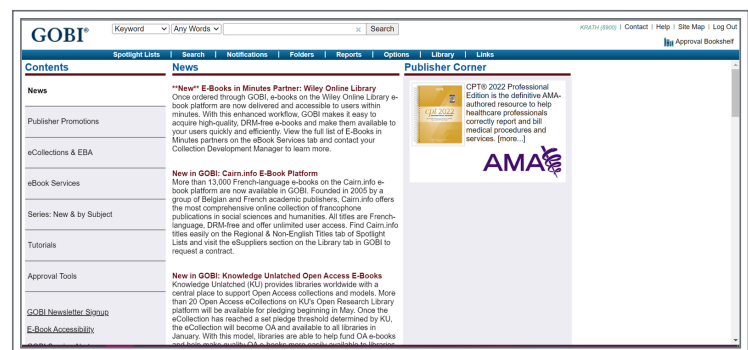 GOBI®
Keyword
Any Words
Search
KRATH (8900) | Contact | Help | Site Map | Log Out
Approval Bookshelf
Spotlight Lists | Search | Notifications | Folders | Reports | Options | Library | Links
Contents
News
Publisher Promotions
eCollections & EBA
eBook Services
Series: New & by Subject
Tutorials
Approval Tools
GOBI Newsletter Signup
E-Book Accessibility
News
**New** E-Books in Minutes Partner: Wiley Online Library
Once ordered through GOBI, e-books on the Wiley Online Library e-
book platform are now delivered and accessible to users within
minutes. With this enhanced workflow, GOBI makes it easy to
acquire high-quality, DRM-free e-books and make them available to
your users quickly and efficiently. View the full list of E-Books in
Minutes partners on the eBook Services tab and contact your
Collection Development Manager to learn more.
New in GOBI: Cairn.info E-Book Platform
More than 13,000 French-language e-books on the Cairn.info e-
book platform are now available in GOBI. Founded in 2005 by a
group of Belgian and French academic publishers, Cairn.info offers
the most comprehensive online collection of francophone
publications in social sciences and humanities. All titles are French-
language, DRM-free and offer unlimited user access. Find Cairn.info
titles easily on the Regional & Non-English Titles tab of Spotlight
Lists and visit the eSuppliers section on the Library tab in GOBI to
request a contract.
New in GOBI: Knowledge Unlatched Open Access E-Books
Knowledge Unlatched (KU) provides libraries worldwide with a
central place to support Open Access collections and models. More
than 20 Open Access eCollections on KU's Open Research Library
platform will be available for pledging beginning in May. Once the
eCollection has reached a set pledge threshold determined by KU,
the eCollection will become OA and available to all libraries in
January. With this model, libraries are able to help fund OA e-books
and help make quality OA e-books more easily available to libraries
Publisher Corner
cpt 2022
CPT® 2022 Professional
Edition is the definitive AMA-
authored resource to help
healthcare professionals
correctly report and bill
medical procedures and
services. [more...]
AMA